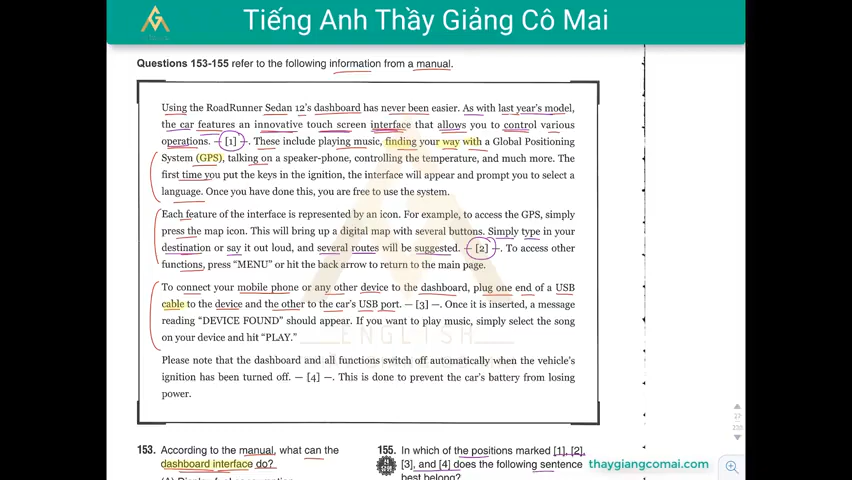 Tiếng Anh Thầy Giảng Cô Mai
Questions 153-155 refer to the following information from a manual.
Using the RoadRunner Sedan 12's dashboard has never been easier. As with last year's model,
the car features an innovative touch screen interface that allows you to control various
operations. — [1] —. These include playing music, finding your way with a Global Positioning
System (GPS), talking on a speaker-phone, controlling the temperature, and much more. The
first time you put the keys in the ignition, the interface will appear and prompt you to select a
language. Once you have done this, you are free to use the system.
Each feature of the interface is represented by an icon. For example, to access the GPS, simply
press the map icon. This will bring up a digital map with several buttons. Simply type in your
destination or say it out loud, and several routes will be suggested. — [2] —. To access other
functions, press “MENU” or hit the back arrow to return to the main page.
To connect your mobile phone or any other device to the dashboard, plug one end of a USB
cable to the device and the other to the car's USB port. — [3] —. Once it is inserted, a message
reading “DEVICE FOUND” should appear. If you want to play music, simply select the song
on your device and hit “PLAY.”
ENGLISH
Please note that the dashboard and all functions switch off automatically when the vehicle's
ignition has been turned off. — [4] —. This is done to prevent the car's battery from losing
power.
153. According to the manual, what can the
dashboard interface do?
155. In which of the positions marked [1], [2],
[3], and [4] does the following sentence
best belong?
thaygiangcomai.com